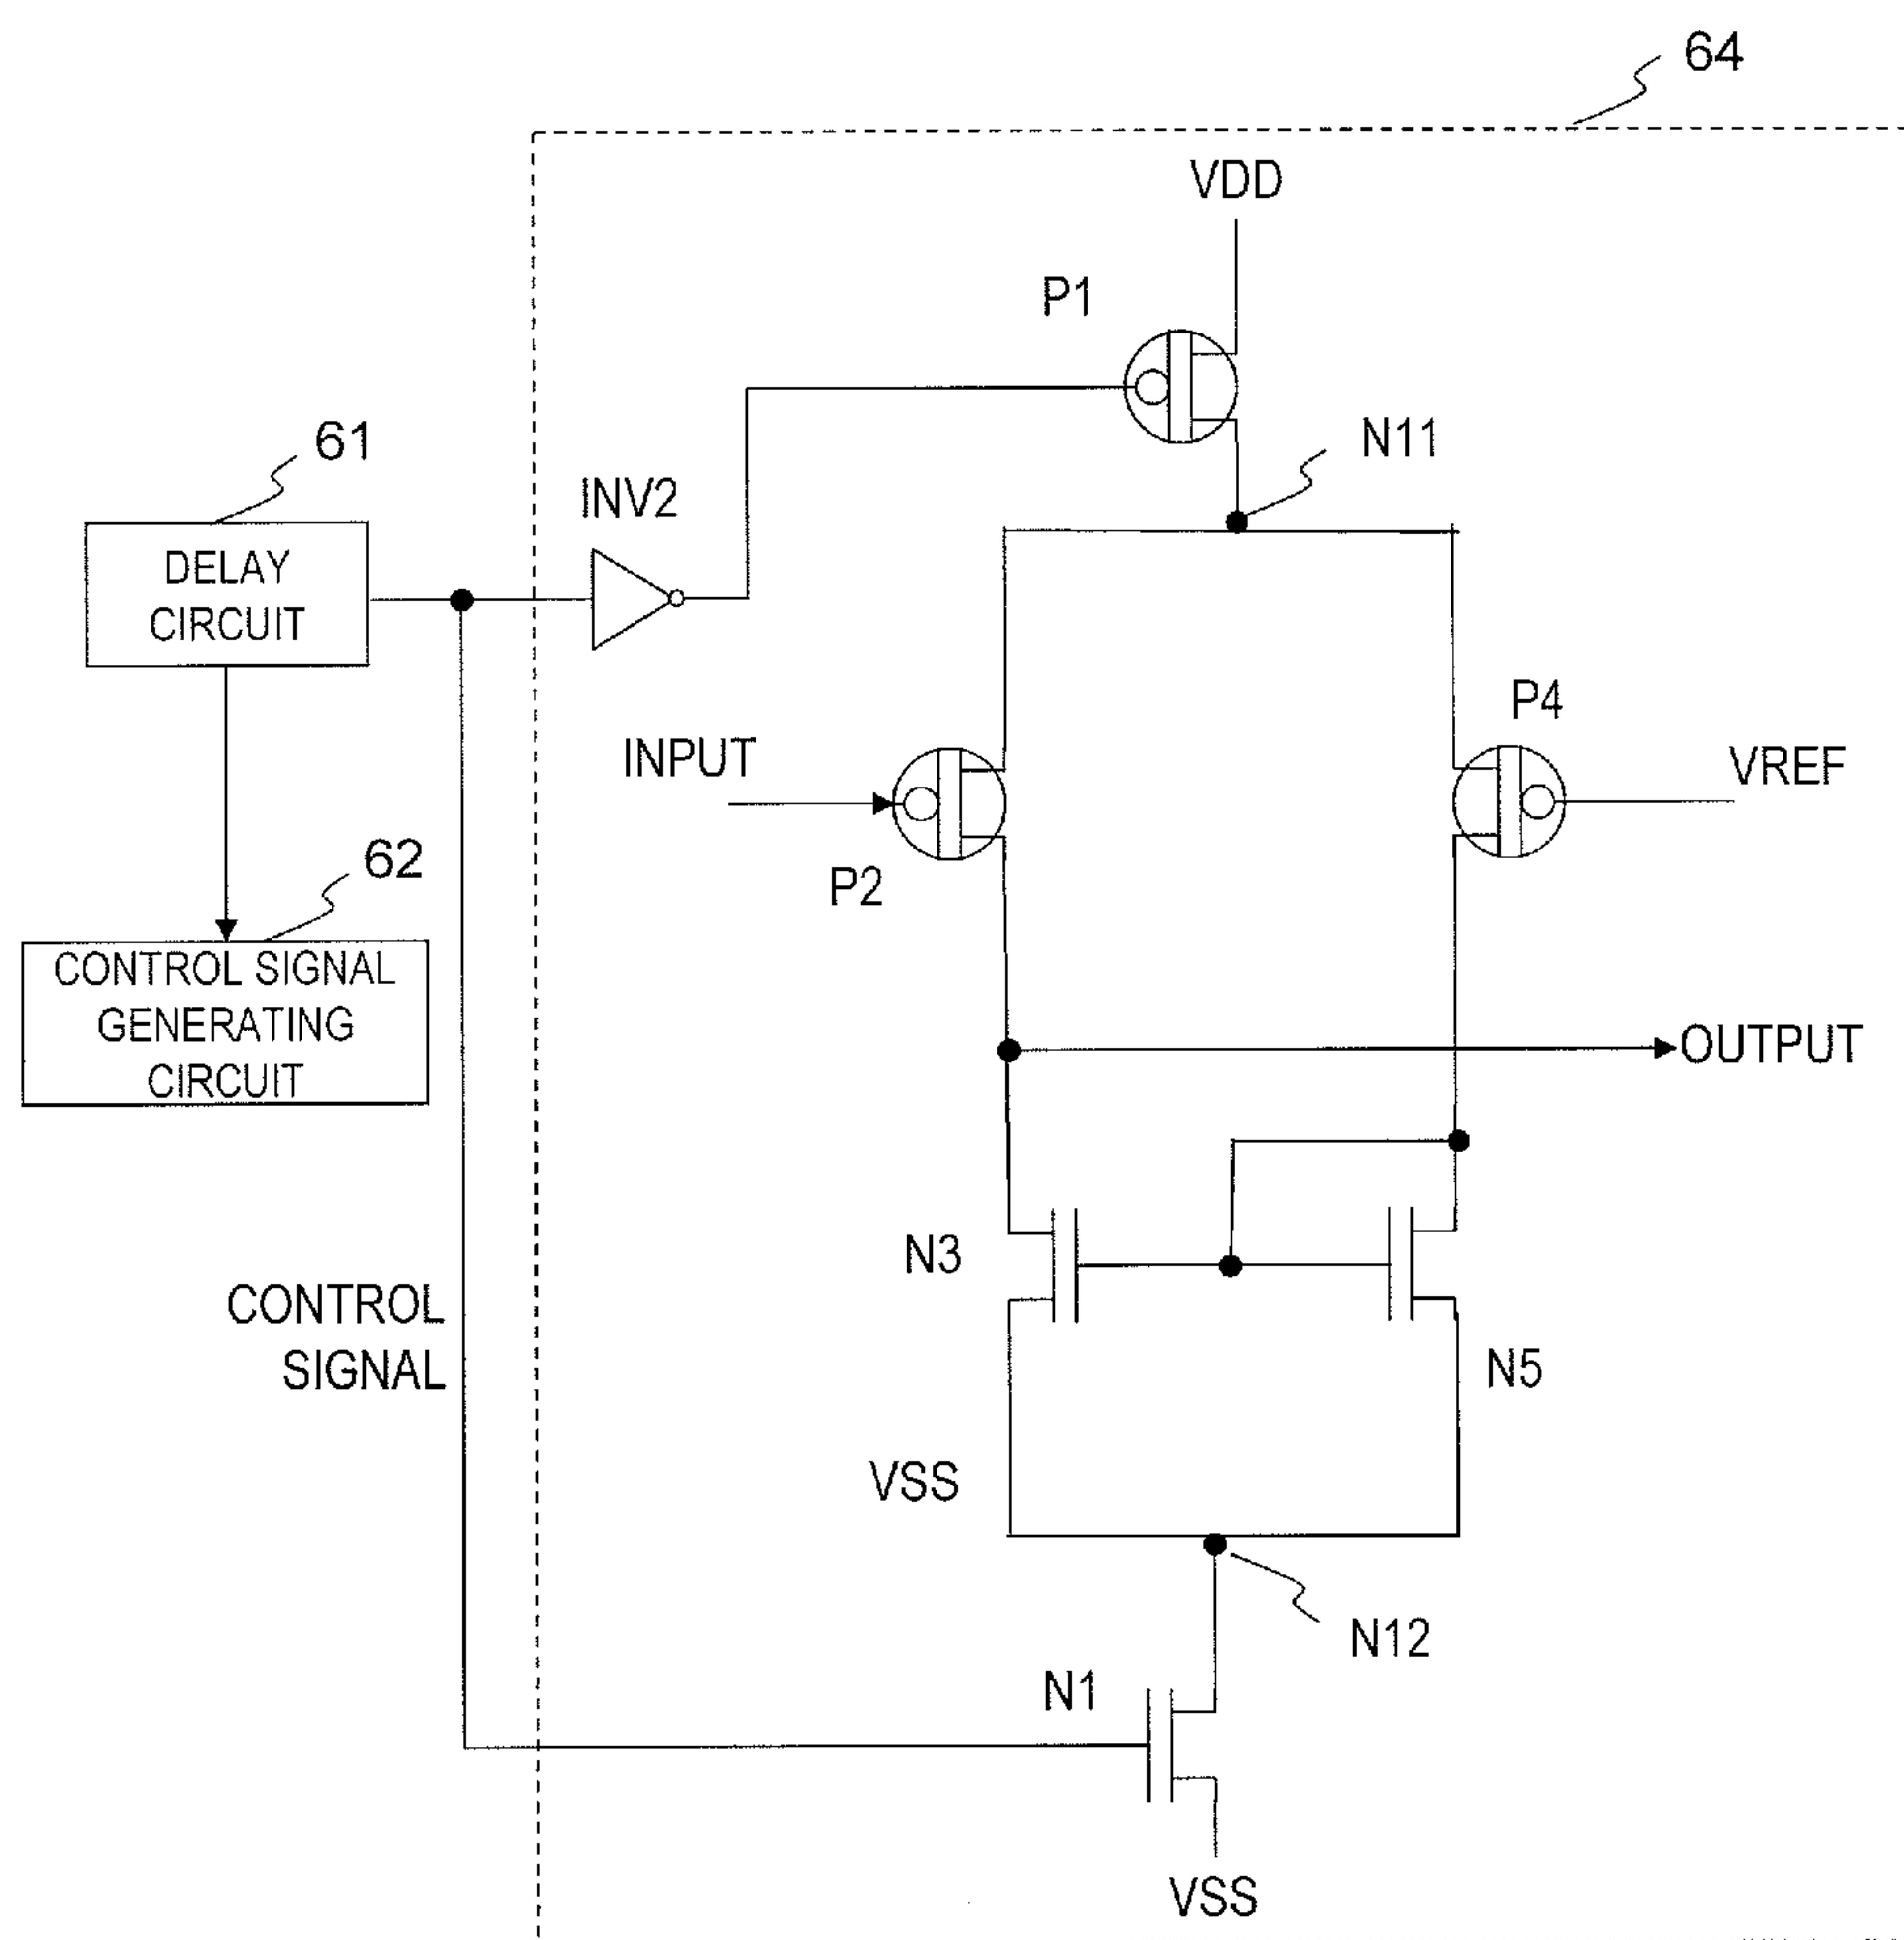 64
VDD
P1
N11
61
INV2
DELAY
CIRCUIT
P4
INPUT
VREF
P2
62
CONTROL SIGNAL
GENERATING
CIRCUIT
OUTPUT
N3
CONTROL
SIGNAL
N5
VSS
N12
N1
VSS